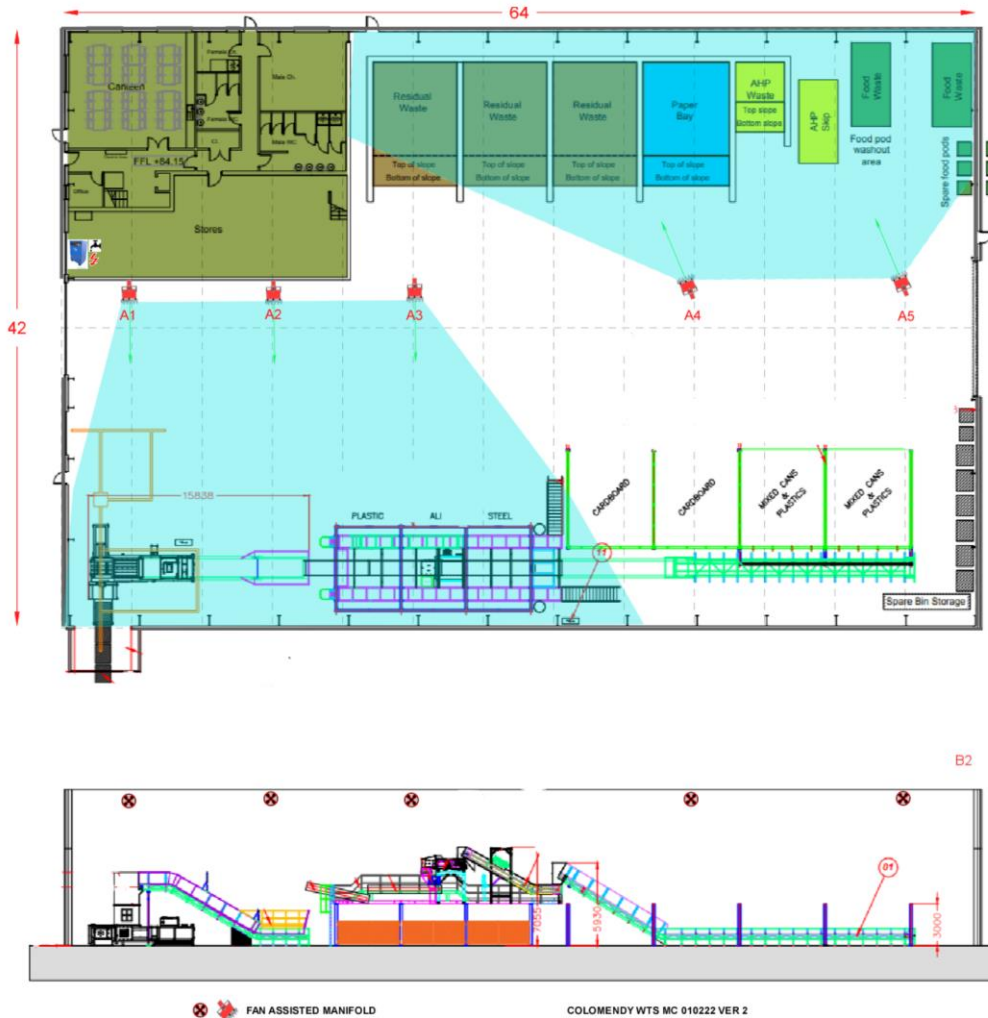 64
42
Canteen
Female Ch.
Male Ch.
Female WC
Male WC
Cl.
FFL +84.15
Office
Stores
Residual
Waste
Top of slope
Bottom of slope
Residual
Waste
Top of slope
Bottom of slope
Residual
Waste
Top of slope
Bottom of slope
Paper
Bay
Top of slope
Bottom of slope
AHP
Waste
Top slope
Bottom slope
AHP
Skip
Food
Waste
Food pod
washout
area
Food
Waste
Spare food pods
A1
A2
A3
A4
A5
15838
PLASTIC
ALI
STEEL
CARDBOARD
CARDBOARD
MIXED CANS
&
PLASTICS
MIXED CANS
&
PLASTICS
11
Spare Bin Storage
B2
7055
5930
01
3000
FAN ASSISTED MANIFOLD
COLOMENDY WTS MC 010222 VER 2